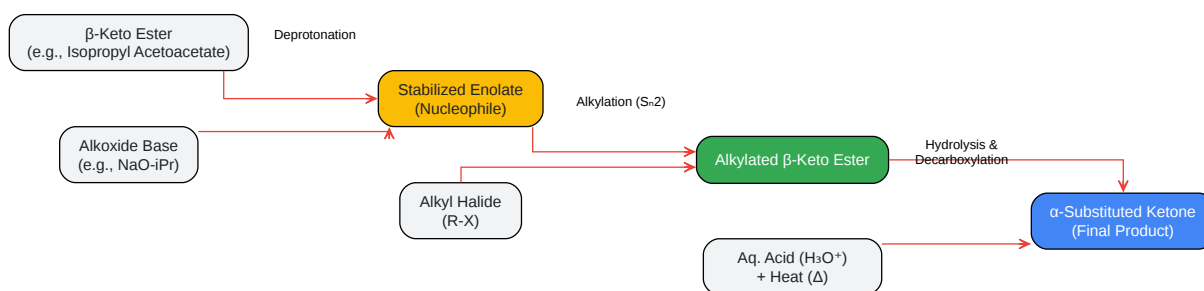 β-Keto Ester
(e.g., Isopropyl Acetoacetate)
Deprotonation
Stabilized Enolate
(Nucleophile)
Alkylation (Sₙ2)
Alkoxide Base
(e.g., NaO-iPr)
Alkylated β-Keto Ester
Hydrolysis &
Decarboxylation
Alkyl Halide
(R-X)
α-Substituted Ketone
(Final Product)
Aq. Acid (H₃O⁺)
+ Heat (Δ)